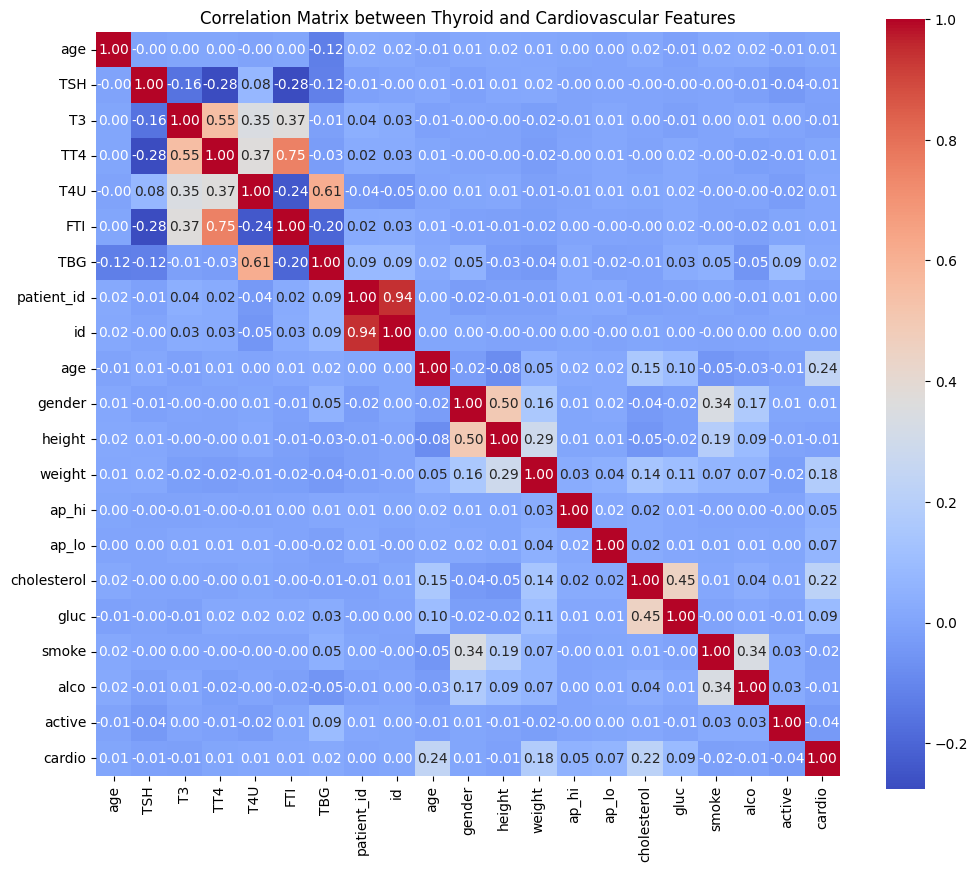 Correlation Matrix between Thyroid and Cardiovascular Features
age 1.00 -0.00 0.00 0.00 -0.00 0.00 -0.12 0.02 0.02 -0.01 0.01 0.02 0.01 0.00 0.00 0.02 -0.01 0.02 0.02 -0.01 0.01
TSH -0.00 1.00 -0.16 -0.28 0.08 -0.28 -0.12 -0.01 -0.00 0.01 -0.01 0.01 0.02 -0.00 0.00 -0.00 -0.00 -0.00 -0.01 -0.04 -0.01
T3 0.00 -0.16 1.00 0.55 0.35 0.37 -0.01 0.04 0.03 0.01 -0.00 -0.00 -0.02 -0.01 0.01 0.00 -0.01 0.00 0.01 0.00 -0.01
TT4 0.00 -0.28 0.55 1.00 0.37 0.75 -0.03 0.02 0.03 0.01 -0.00 -0.00 -0.02 -0.00 0.01 -0.00 0.02 -0.00 -0.02 -0.01 0.01
T4U -0.00 0.08 0.35 0.37 1.00 -0.24 0.61 -0.04 -0.05 0.00 0.01 0.01 -0.01 -0.01 0.01 0.01 0.02 -0.01 -0.00 -0.02 0.01
FTI 0.00 -0.28 0.37 0.75 -0.24 1.00 -0.20 0.02 0.03 0.01 -0.01 -0.01 -0.02 0.00 -0.00 -0.00 0.02 -0.00 -0.02 0.01 0.01
TBG -0.12 -0.12 -0.01 -0.03 0.61 -0.20 1.00 0.09 0.09 0.02 0.05 -0.03 -0.04 0.01 -0.02 -0.01 0.03 0.05 -0.05 0.09 0.02
patient_id 0.02 -0.01 0.04 0.02 -0.04 0.02 0.09 1.00 0.94 0.00 -0.02 -0.01 -0.01 0.01 0.01 -0.01 -0.00 0.00 -0.01 0.01 0.00
id 0.02 -0.00 0.03 0.03 -0.05 0.03 0.09 0.94 1.00 0.00 0.00 -0.00 -0.00 0.00 -0.00 0.01 0.00 -0.00 0.00 0.00 0.00
age -0.01 0.01 0.01 0.01 0.00 0.01 0.02 0.00 0.00 1.00 -0.02 -0.08 0.05 0.02 0.02 0.15 0.10 -0.05 -0.03 -0.01 0.24
gender 0.01 -0.01 -0.00 -0.00 0.01 -0.01 0.05 -0.02 0.00 -0.02 1.00 0.50 0.16 0.01 0.02 -0.04 -0.02 0.34 0.17 0.01 0.01
height 0.02 0.01 -0.00 -0.00 0.01 -0.01 -0.03 -0.01 -0.00 -0.08 0.50 1.00 0.29 0.01 0.01 -0.05 -0.02 0.19 0.09 -0.01 -0.01
weight 0.01 0.02 -0.02 -0.02 -0.01 -0.02 -0.04 -0.01 -0.00 0.05 0.16 0.29 1.00 0.03 0.04 0.14 0.11 0.07 0.07 -0.02 0.18
ap_hi 0.00 -0.00 -0.01 -0.00 -0.01 0.00 0.01 0.01 0.00 0.02 0.01 0.01 0.03 1.00 0.02 0.02 0.01 -0.00 0.00 -0.00 0.05
ap_lo 0.00 0.00 0.01 0.01 0.01 -0.00 -0.02 0.01 -0.00 0.02 0.02 0.01 0.04 0.02 1.00 0.02 0.01 0.01 0.01 0.00 0.07
cholesterol 0.02 -0.00 0.00 -0.00 0.01 -0.00 -0.01 -0.01 0.01 0.15 -0.04 -0.05 0.14 0.02 0.02 1.00 0.45 0.01 0.04 0.01 0.22
gluc -0.01 -0.00 -0.01 0.02 0.02 0.02 0.03 -0.00 0.00 0.10 -0.02 -0.02 0.11 0.01 0.01 0.45 1.00 -0.00 0.01 -0.01 0.09
smoke 0.02 -0.00 0.00 -0.00 -0.01 -0.00 0.05 0.00 -0.00 -0.05 0.34 0.19 0.07 -0.00 0.01 0.01 -0.00 1.00 0.34 0.03 -0.02
alco 0.02 -0.01 0.01 -0.02 -0.00 -0.02 -0.05 -0.01 0.00 -0.03 0.17 0.09 0.07 0.00 0.01 0.04 0.01 0.34 1.00 0.03 -0.01
active -0.01 -0.04 0.00 -0.01 -0.02 0.01 0.09 0.01 0.00 -0.01 0.01 -0.01 -0.02 -0.00 0.00 0.01 -0.01 0.03 0.03 1.00 -0.04
cardio 0.01 -0.01 -0.01 0.01 0.01 0.01 0.02 0.00 0.00 0.24 0.01 -0.01 0.18 0.05 0.07 0.22 0.09 -0.02 -0.01 -0.04 1.00
age TSH T3 TT4 T4U FTI TBG patient_id id age gender height weight ap_hi ap_lo cholesterol gluc smoke alco active cardio
1.0
0.8
0.6
0.4
0.2
0.0
−0.2